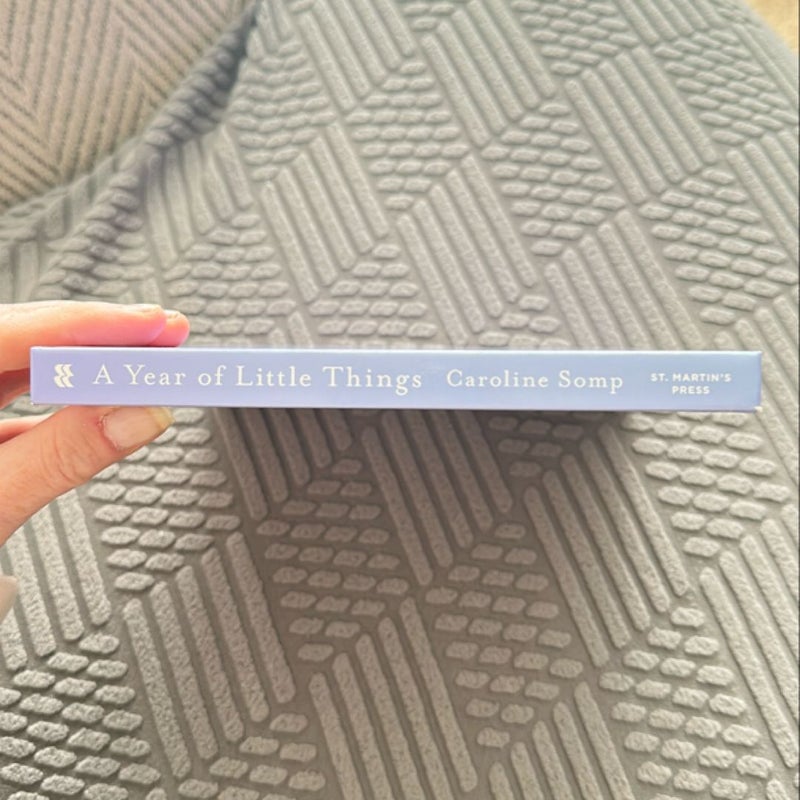 A Year of Little Things Caroline Somp
ST. MARTIN'S
PRESS